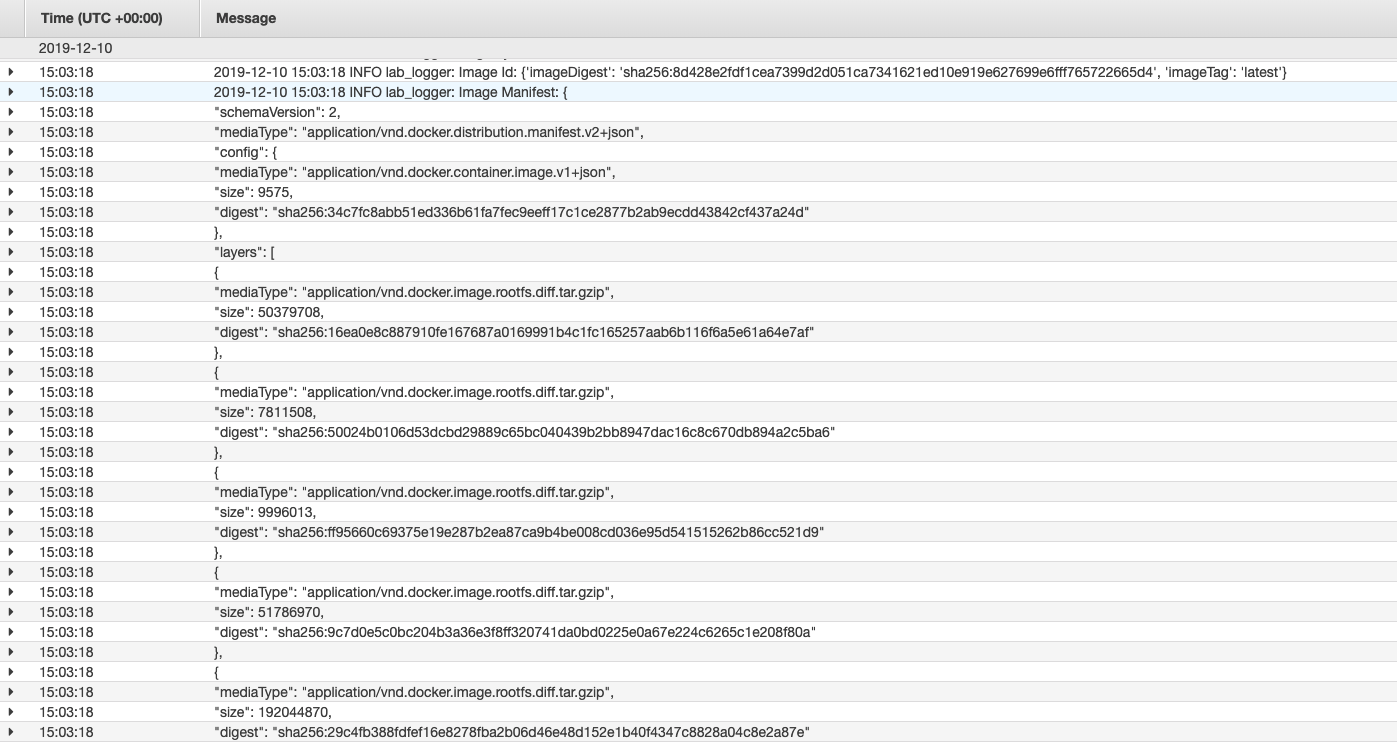 Time (UTC +00:00) Message
2019-12-10
15:03:18 2019-12-10 15:03:18 INFO lab_logger: Image Id: {'imageDigest': 'sha256:8d428e2fdf1cea7399d2d051ca7341621ed10e919e627699e6fff765722665d4', 'imageTag': 'latest'}
15:03:18 2019-12-10 15:03:18 INFO lab_logger: Image Manifest: {
15:03:18 "schemaVersion": 2,
15:03:18 "mediaType": "application/vnd.docker.distribution.manifest.v2+json",
15:03:18 "config": {
15:03:18 "mediaType": "application/vnd.docker.container.image.v1+json",
15:03:18 "size": 9575,
15:03:18 "digest": "sha256:34c7fc8abb51ed336b61fa7fec9eeff17c1ce2877b2ab9ecdd43842cf437a24d"
15:03:18 },
15:03:18 "layers": [
15:03:18 {
15:03:18 "mediaType": "application/vnd.docker.image.rootfs.diff.tar.gzip",
15:03:18 "size": 50379708,
15:03:18 "digest": "sha256:16ea0e8c887910fe167687a0169991b4c1fc165257aab6b116f6a5e61a64e7af"
15:03:18 },
15:03:18 {
15:03:18 "mediaType": "application/vnd.docker.image.rootfs.diff.tar.gzip",
15:03:18 "size": 7811508,
15:03:18 "digest": "sha256:50024b0106d53dcbd29889c65bc040439b2bb8947dac16c8c670db894a2c5ba6"
15:03:18 },
15:03:18 {
15:03:18 "mediaType": "application/vnd.docker.image.rootfs.diff.tar.gzip",
15:03:18 "size": 9996013,
15:03:18 "digest": "sha256:ff95660c69375e19e287b2ea87ca9b4be008cd036e95d541515262b86cc521d9"
15:03:18 },
15:03:18 {
15:03:18 "mediaType": "application/vnd.docker.image.rootfs.diff.tar.gzip",
15:03:18 "size": 51786970,
15:03:18 "digest": "sha256:9c7d0e5c0bc204b3a36e3f8ff320741da0bd0225e0a67e224c6265c1e208f80a"
15:03:18 },
15:03:18 {
15:03:18 "mediaType": "application/vnd.docker.image.rootfs.diff.tar.gzip",
15:03:18 "size": 192044870,
15:03:18 "digest": "sha256:29c4fb388fdfef16e8278fba2b06d46e48d152e1b40f4347c8828a04c8e2a87e"